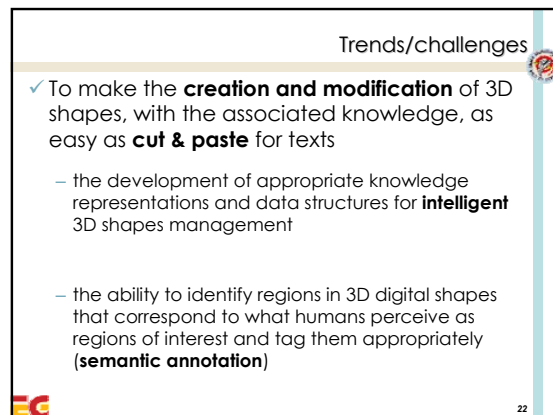 Trends/challenges
✓ To make the creation and modification of 3D
shapes, with the associated knowledge, as
easy as cut & paste for texts
– the development of appropriate knowledge
representations and data structures for intelligent
3D shapes management
– the ability to identify regions in 3D digital shapes
that correspond to what humans perceive as
regions of interest and tag them appropriately
(semantic annotation)
EG
22